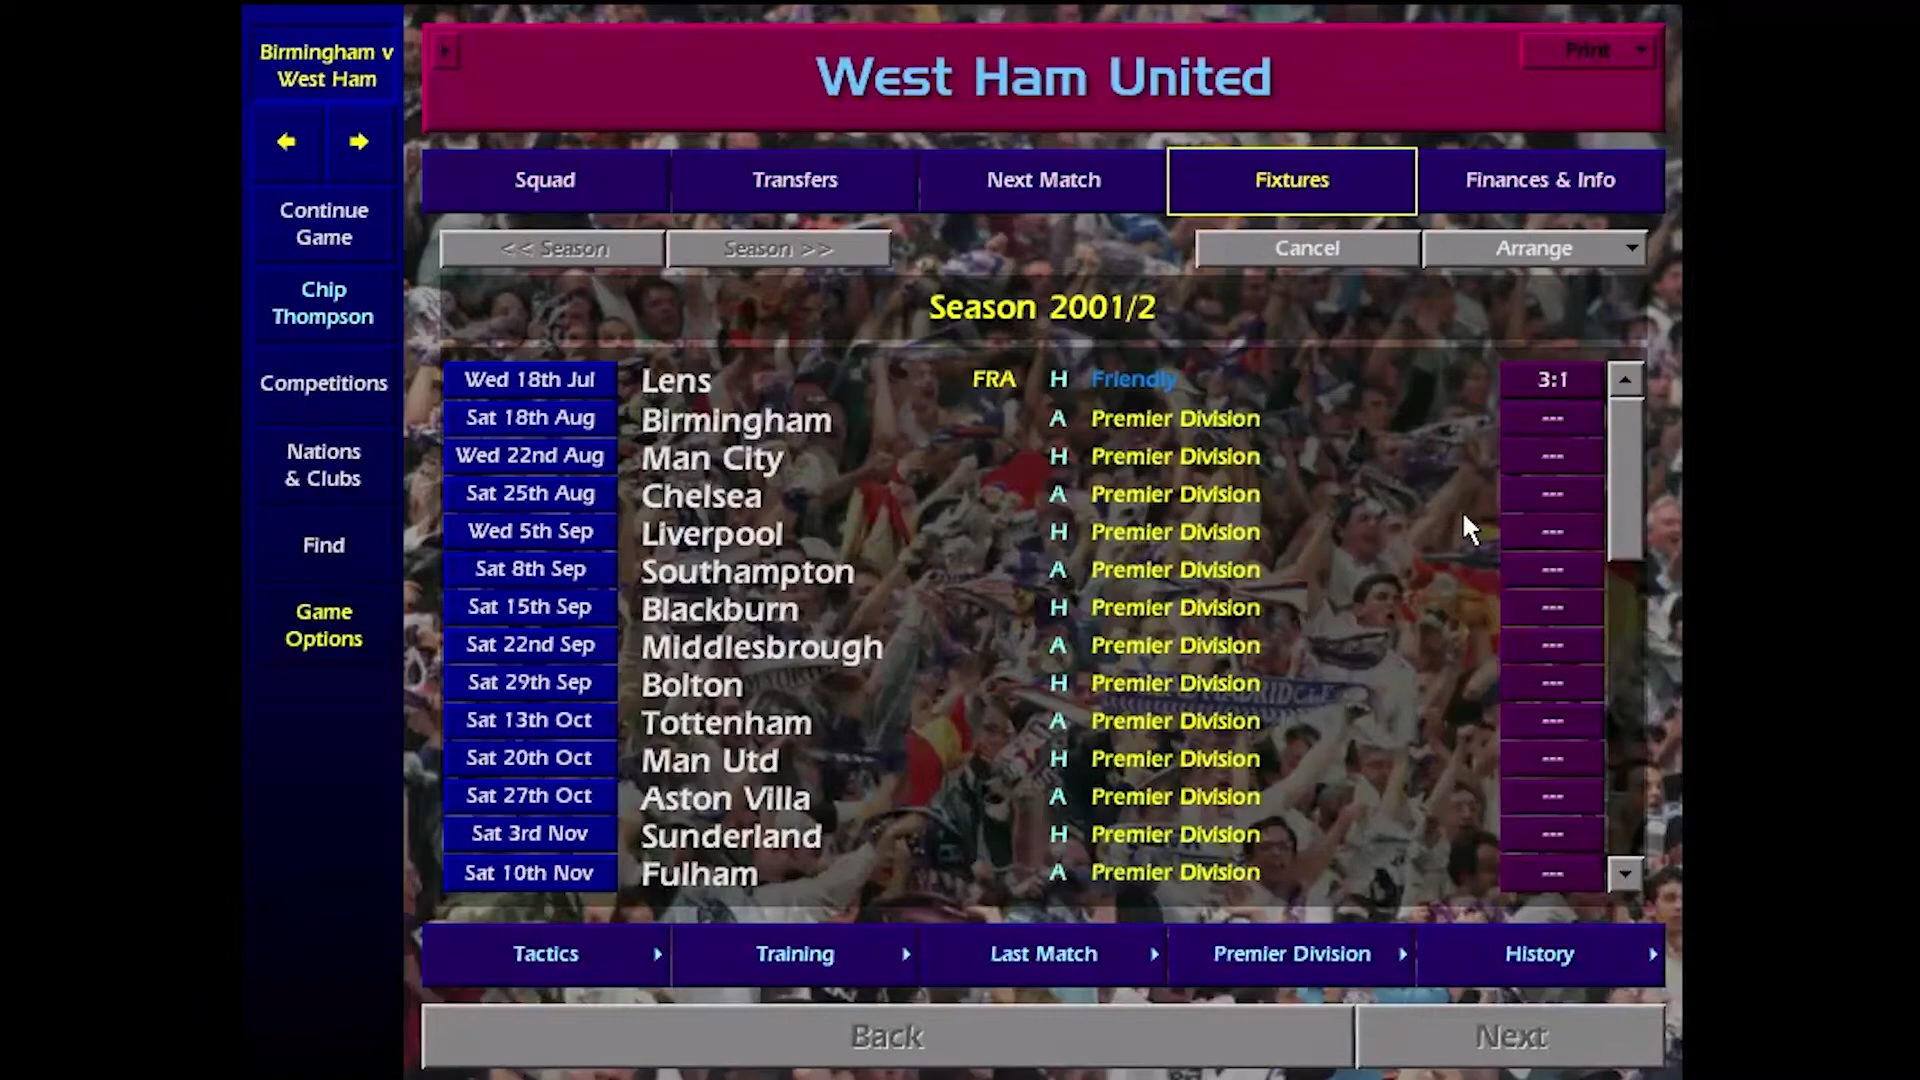 Birmingham v
West Ham
West Ham United
Print
Squad
Transfers
Next Match
Fixtures
Finances & Info
Continue
Game
Chip
Thompson
Competitions
Nations
& Clubs
Find
Game
Options
<< Season
Season >>
Cancel
Arrange
Season 2001/2
Wed 18th Jul Lens FRA H Friendly 3:1
Sat 18th Aug Birmingham A Premier Division ---
Wed 22nd Aug Man City H Premier Division ---
Sat 25th Aug Chelsea A Premier Division ---
Wed 5th Sep Liverpool H Premier Division ---
Sat 8th Sep Southampton A Premier Division ---
Sat 15th Sep Blackburn H Premier Division ---
Sat 22nd Sep Middlesbrough A Premier Division ---
Sat 29th Sep Bolton H Premier Division ---
Sat 13th Oct Tottenham A Premier Division ---
Sat 20th Oct Man Utd H Premier Division ---
Sat 27th Oct Aston Villa A Premier Division ---
Sat 3rd Nov Sunderland H Premier Division ---
Sat 10th Nov Fulham A Premier Division ---
Tactics
Training
Last Match
Premier Division
History
Back
Next